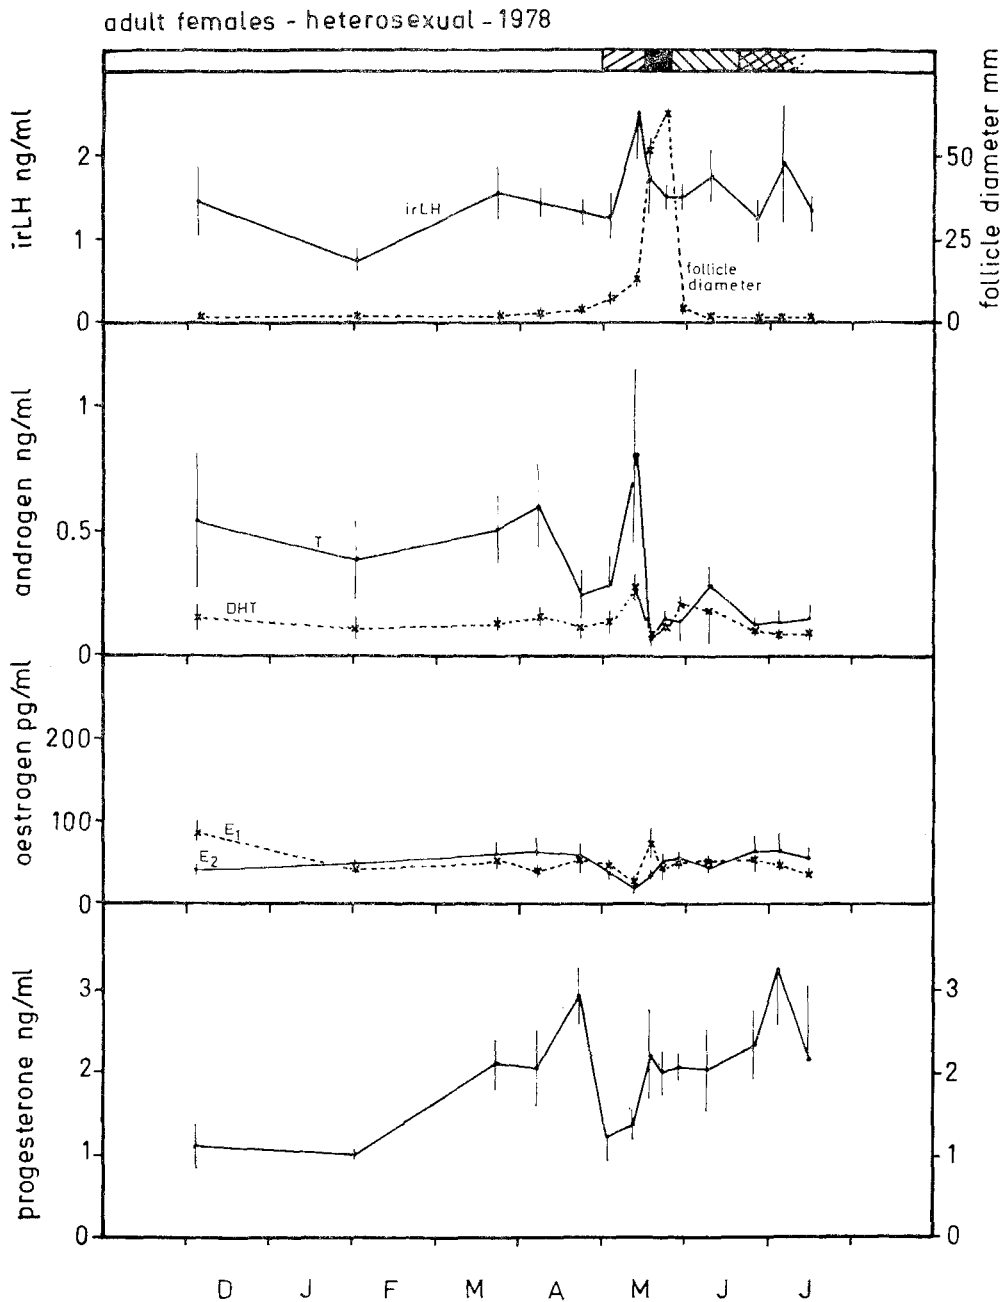 adult females - heterosexual - 1978
irLH ng/ml
2
1
0
irLH
follicle
diameter
50
25
0
follicle diameter mm
androgen ng/ml
1
0.5
0
T
DHT
oestrogen pg/ml
200
100
0
E1
E2
progesterone ng/ml
3
2
1
0
3
2
1
0
D J F M A M J J